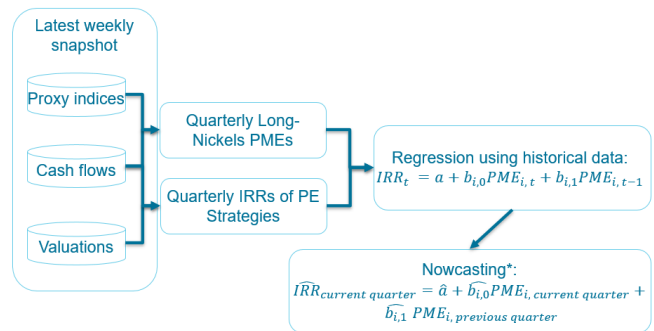 Latest weekly
snapshot
Proxy indices
Cash flows
Valuations
Quarterly Long-
Nickels PMEs
Quarterly IRRs of PE
Strategies
Regression using historical data:
IRR_t = a + b_{i,0}PME_{i,t} + b_{i,1}PME_{i,t-1}
Nowcasting*:
\widehat{IRR}_{current quarter} = \hat{a} + \widehat{b_{i,0}}PME_{i, current quarter} +
\widehat{b_{i,1}} PME_{i, previous quarter}